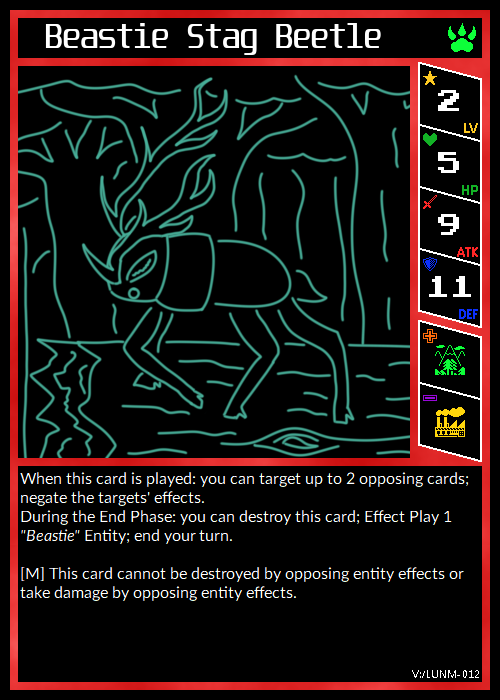 Beastie Stag Beetle
2
LV
5
HP
9
ATK
11
DEF
When this card is played: you can target up to 2 opposing cards;
negate the targets' effects.
During the End Phase: you can destroy this card; Effect Play 1
"Beastie" Entity; end your turn.
[M] This card cannot be destroyed by opposing entity effects or
take damage by opposing entity effects.
V:/LUNM-012